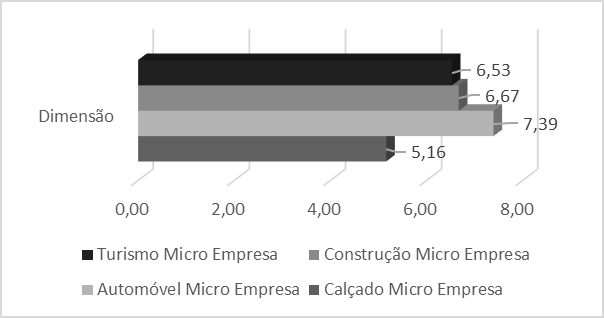 6,53
6,67
Dimensão
7,39
5,16
0,00 2,00 4,00 6,00 8,00
Turismo Micro Empresa Construção Micro Empresa
Automóvel Micro Empresa Calçado Micro Empresa